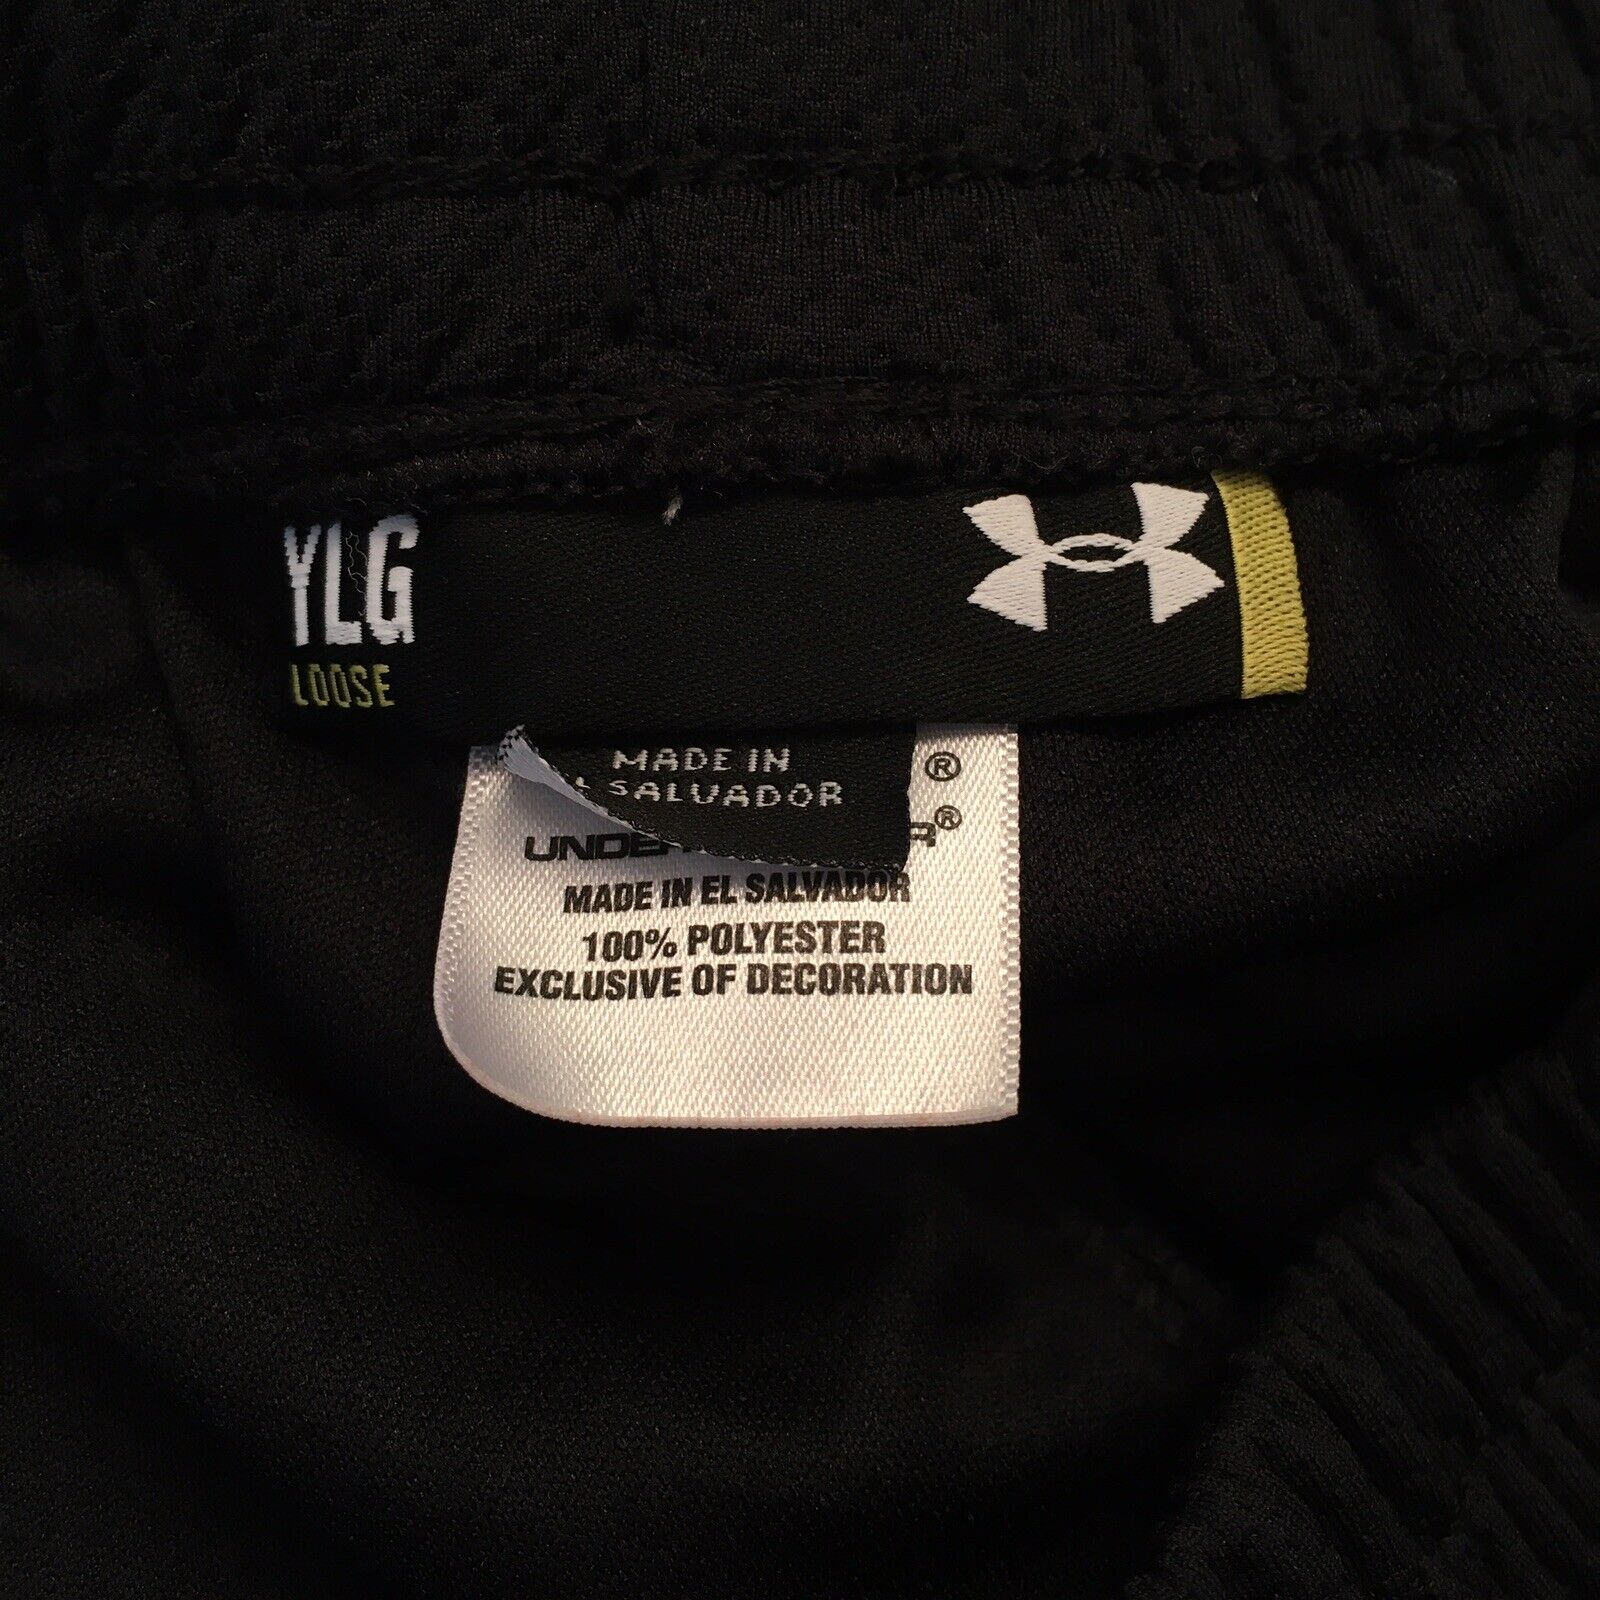 YLG
LOOSE
MADE IN
SALVADOR
®
®
MADE IN EL SALVADOR
100% POLYESTER
EXCLUSIVE OF DECORATION